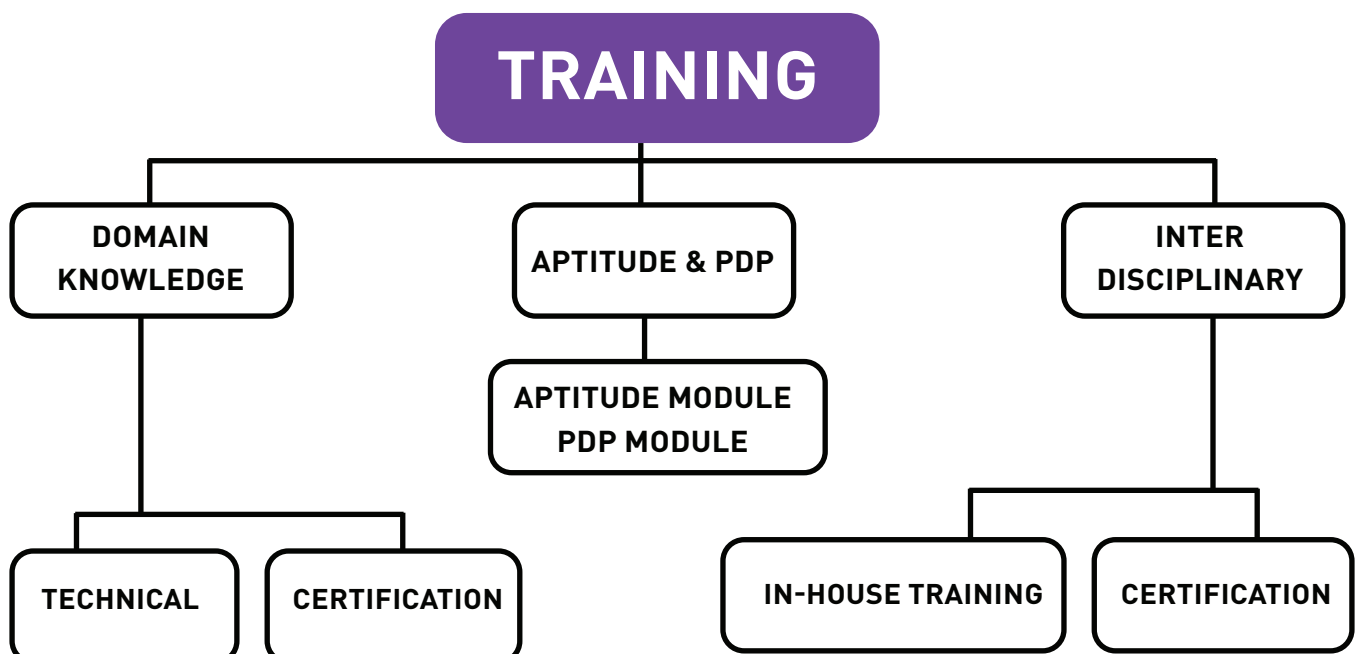 TRAINING
DOMAIN
KNOWLEDGE
APTITUDE & PDP
INTER
DISCIPLINARY
APTITUDE MODULE
PDP MODULE
TECHNICAL
CERTIFICATION
IN-HOUSE TRAINING
CERTIFICATION